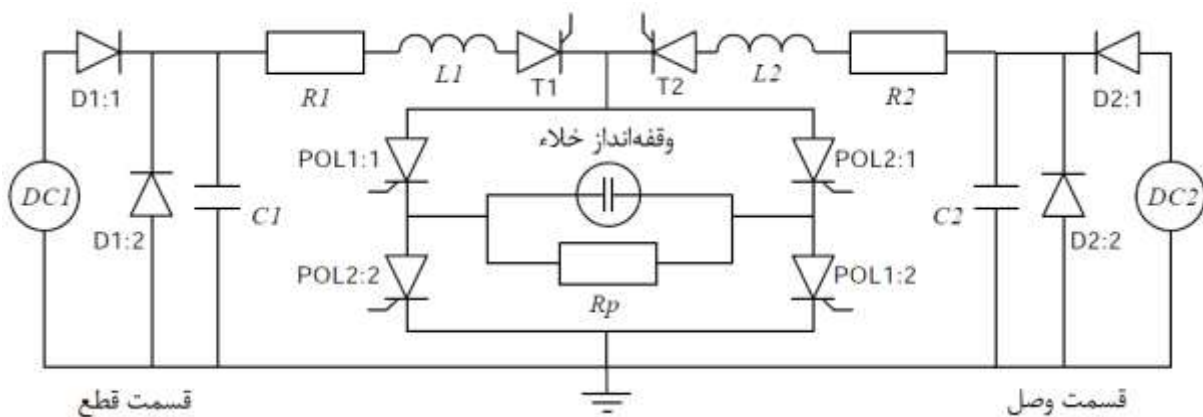 D1:1
R1
L1
T1
T2
L2
R2
D2:1
POL1:1
وقفه‌انداز خلاء
POL2:1
DC1
D1:2
C1
C2
D2:2
DC2
POL2:2
Rp
POL1:2
قسمت قطع
قسمت وصل